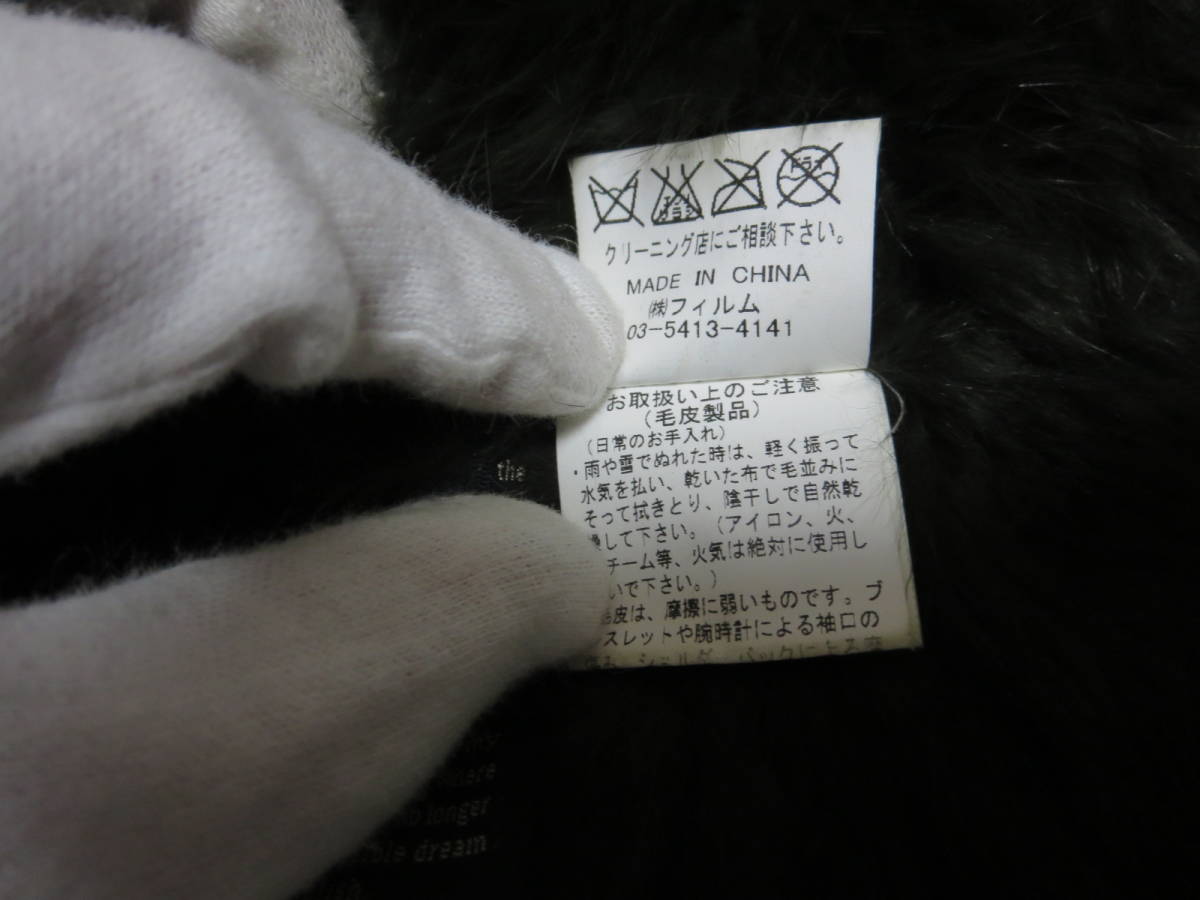 ドライ
クリーニング店にご相談下さい。
MADE IN CHINA
㈱フィルム
03-5413-4141
お取扱い上のご注意
(毛皮製品)
(日常のお手入れ)
・雨や雪でぬれた時は、軽く振って
水気を払い、乾いた布で毛並みに
そって拭きとり、陰干しで自然乾
して下さい。(アイロン、火、
チーム等、火気は絶対に使用し
いで下さい。)
皮は、摩擦に弱いものです。ブ
スレットや腕時計による袖口の
the
longer
dream